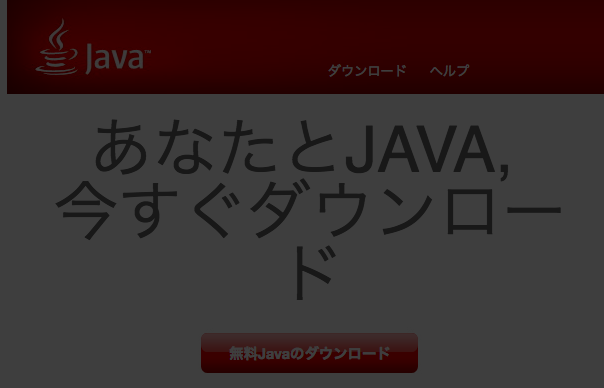 Java™
ダウンロード ヘルプ
あなたとJAVA,
今すぐダウンロー
ド
無料Javaのダウンロード